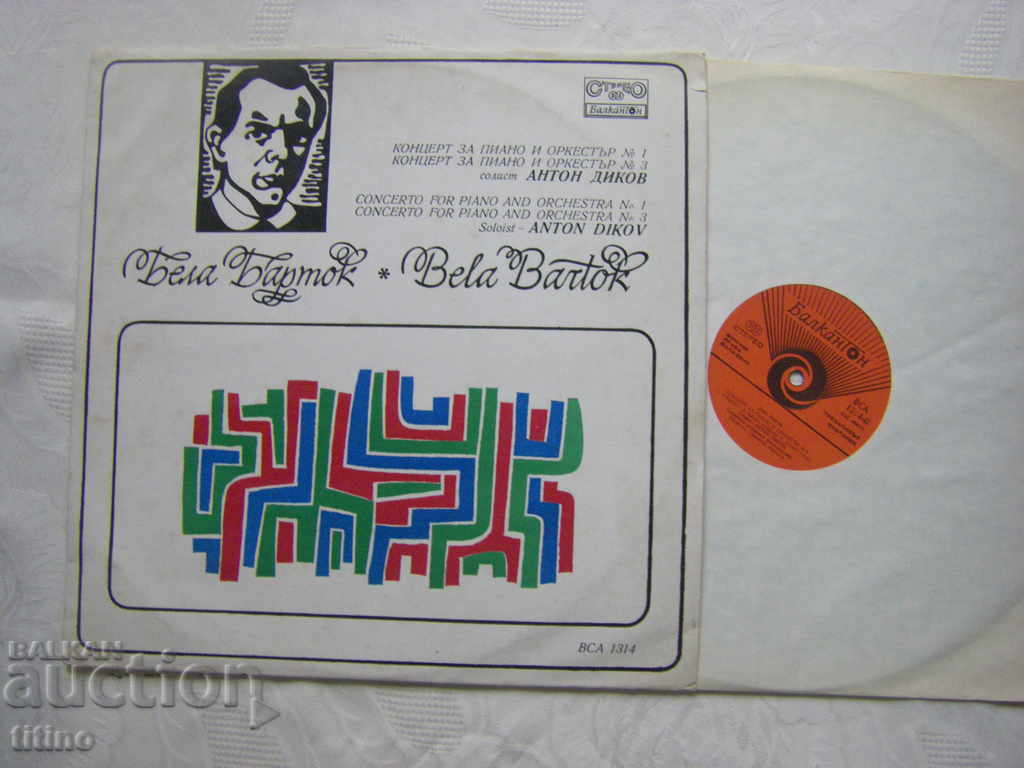 СТЕРЕО
Балкантон
КОНЦЕРТ ЗА ПИАНО И ОРКЕСТЪР № 1
КОНЦЕРТ ЗА ПИАНО И ОРКЕСТЪР № 3
солист АНТОН ДИКОВ
CONCERTO FOR PIANO AND ORCHESTRA No. 1
CONCERTO FOR PIANO AND ORCHESTRA No. 3
Soloist – ANTON DIKOV
Бела Барток * Bela Bartok
ВСА 1314
Балкантон
СТЕРЕО
ВСА
BALKAN
auction
titino